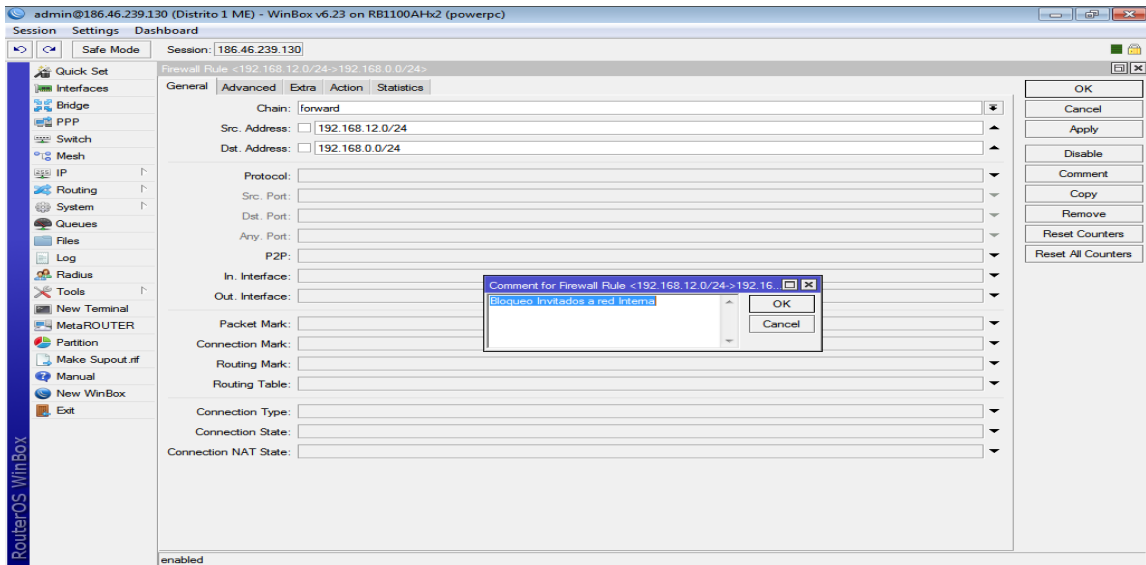 admin@186.46.239.130 (Distrito 1 ME) - WinBox v6.23 on RB1100AHx2 (powerpc)
Session Settings Dashboard
Safe Mode Session: 186.46.239.130
Quick Set
Interfaces
Bridge
PPP
Switch
Mesh
IP
Routing
System
Queues
Files
Log
Radius
Tools
New Terminal
MetaROUTER
Partition
Make Supout.rif
Manual
New WinBox
Exit
RouterOS WinBox
Firewall Rule <192.168.12.0/24->192.168.0.0/24>
General Advanced Extra Action Statistics
Chain: forward
Src. Address: 192.168.12.0/24
Dst. Address: 192.168.0.0/24
Protocol:
Src. Port:
Dst. Port:
Any. Port:
P2P:
In. Interface:
Out. Interface:
Packet Mark:
Connection Mark:
Routing Mark:
Routing Table:
Connection Type:
Connection State:
Connection NAT State:
Comment for Firewall Rule <192.168.12.0/24->192.16...
Bloqueo Invitados a red Interna
OK
Cancel
OK
Cancel
Apply
Disable
Comment
Copy
Remove
Reset Counters
Reset All Counters
enabled